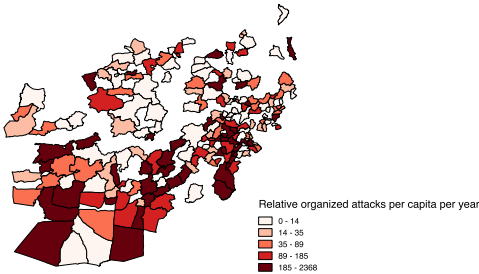 Relative organized attacks per capita per year
0 - 14
14 - 35
35 - 89
89 - 185
185 - 2368